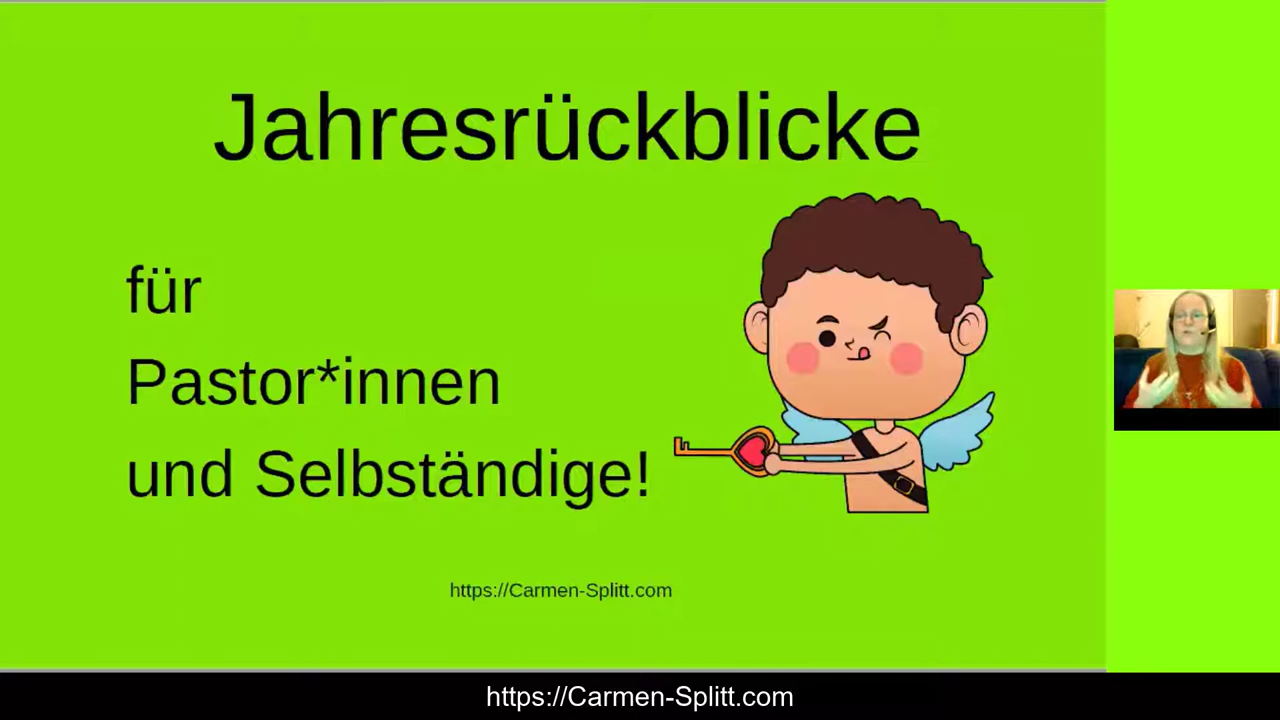 Jahresrückblicke
für
Pastor*innen
und Selbständige!
https://Carmen-Splitt.com
https://Carmen-Splitt.com